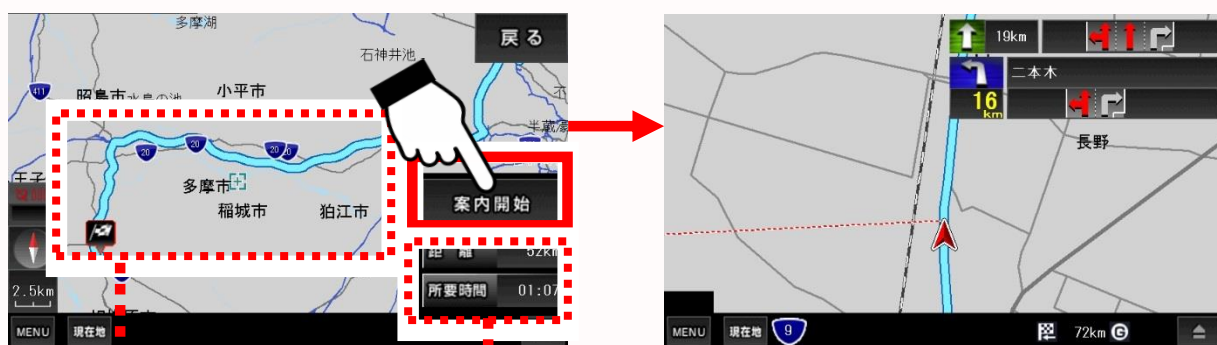 多摩湖
戻る
石神井池
411
昭島市
小平市
20
20
20
多摩市
稲城市
狛江市
案内開始
距離
52km
所要時間
01:07
2.5km
MENU
現在地
19km
二本木
16
km
長野
MENU
現在地
9
72km
G